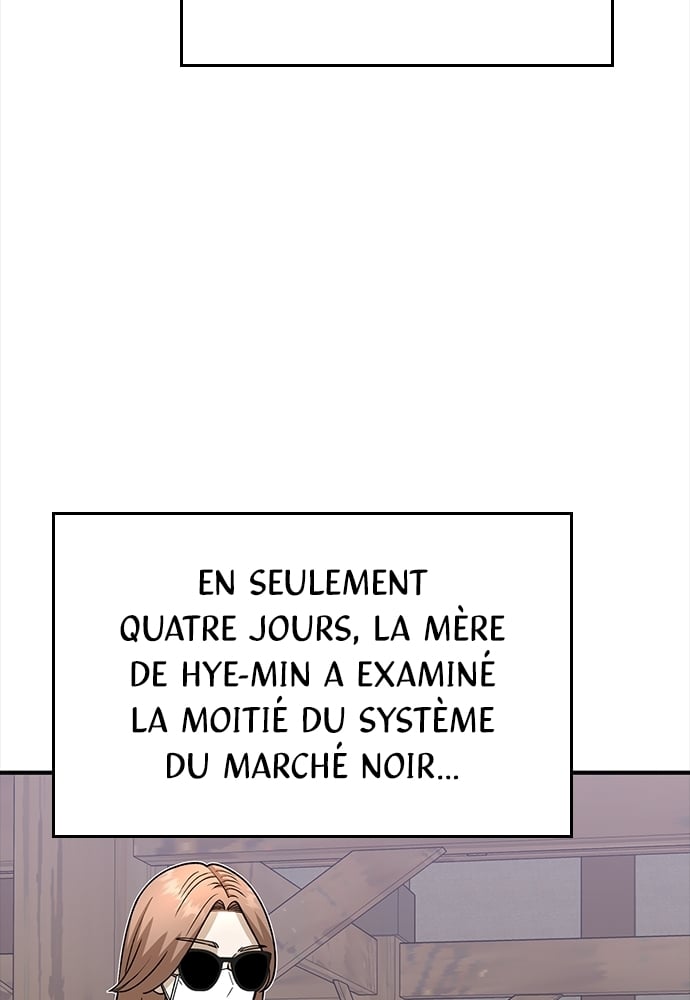 EN SEULEMENT
QUATRE JOURS, LA MÈRE
DE HYE-MIN A EXAMINÉ
LA MOITIÉ DU SYSTÈME
DU MARCHÉ NOIR...